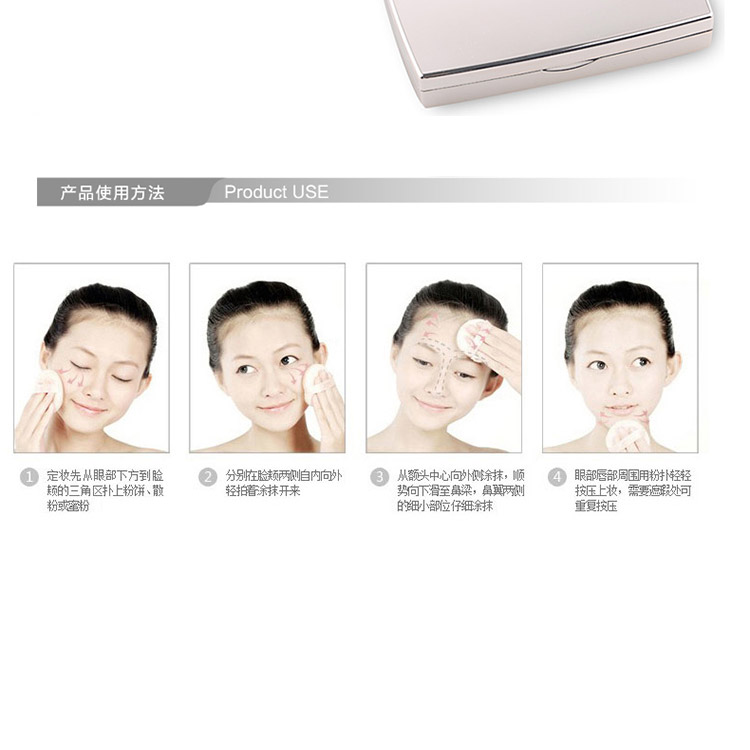 产品使用方法
Product USE
1
定妆先从眼部下方到脸
颊的三角区扑上粉饼、散
粉或蜜粉
2
分别在脸颊两侧自内向外
轻拍着涂抹开来
3
从额头中心向外侧涂抹，顺
势向下滑至鼻梁，鼻翼两侧
的细小部位仔细涂抹
4
眼部唇部周围用粉扑轻轻
按压上妆，需要遮瑕处可
重复按压